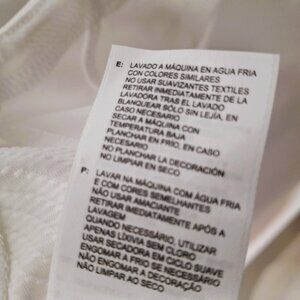 E: LAVADO A MÁQUINA EN AGUA FRIA
CON COLORES SIMILARES
NO USAR SUAVIZANTES TEXTILES
RETIRAR INMEDIATAMENTE DE LA
LAVADORA TRAS EL LAVADO
BLANQUEAR SÓLO SIN LEJÍA, EN
CASO NECESARIO
SECAR A MÁQUINA CON
TEMPERATURA BAJA
PLANCHAR EN FRÍO, EN CASO
NECESARIO
NO PLANCHAR LA DECORACIÓN
NO LIMPIAR EN SECO
P: LAVAR NA MÁQUINA COM ÁGUA FRIA
E COM CORES SEMELHANTES
NÃO USAR AMACIANTES
RETIRAR IMEDIATAMENTE APÓS A
LAVAGEM
QUANDO NECESSÁRIO, UTILIZAR
APENAS LIXÍVIA SEM CLORO
USAR SECADORA EM CICLO SUAVE
ENGOMAR A FRIO SE NECESSÁRIO
NÃO ENGOMAR A DECORAÇÃO
NÃO LIMPAR AO SECO